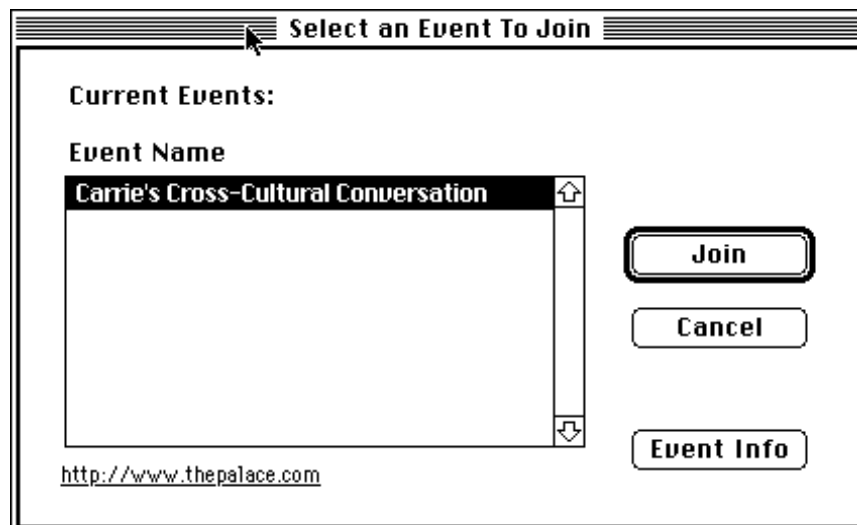 Select an Event To Join
Current Events:
Event Name
Carrie's Cross-Cultural Conversation
Join
Cancel
Event Info
http://www.thepalace.com